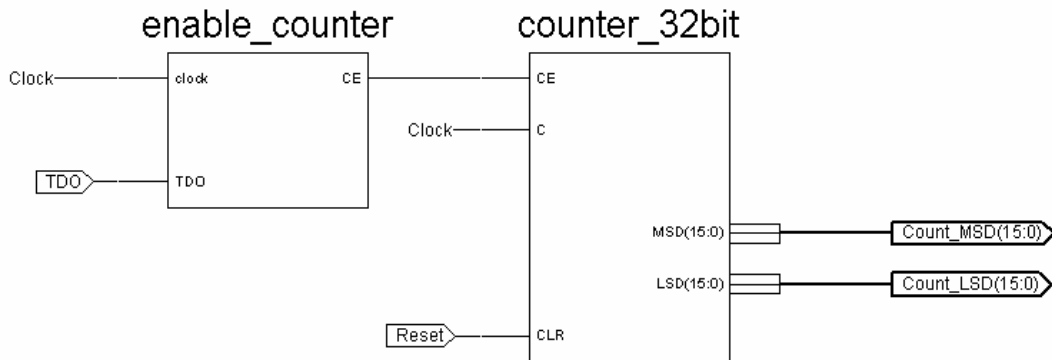 enable_counter counter_32bit
Clock clock CE CE
Clock C
TDO TDO
MSD(15:0) Count_MSD(15:0)
LSD(15:0) Count_LSD(15:0)
Reset CLR